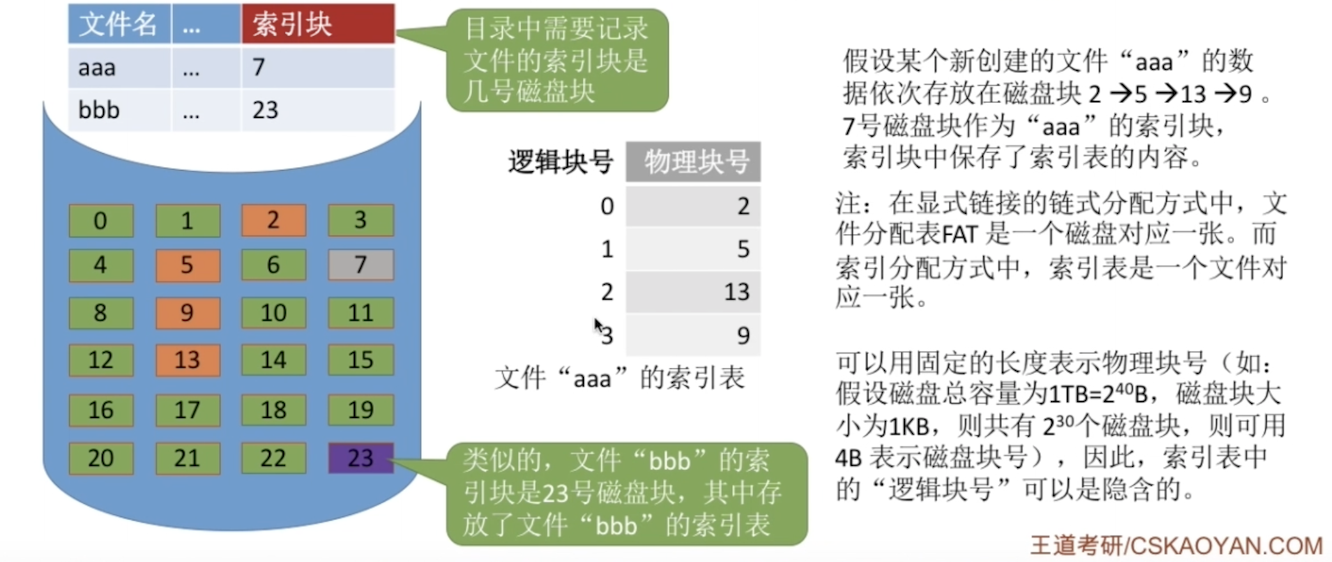 文件名 ... 索引块
aaa ... 7
bbb ... 23
目录中需要记录
文件的索引块是
几号磁盘块
0 1 2 3
4 5 6 7
8 9 10 11
12 13 14 15
16 17 18 19
20 21 22 23
逻辑块号 物理块号
0 2
1 5
2 13
3 9
文件“aaa”的索引表
类似的，文件“bbb”的索
引块是23号磁盘块，其中存
放了文件“bbb”的索引表
假设某个新创建的文件“aaa”的数
据依次存放在磁盘块 2 →5 →13 →9 。
7号磁盘块作为“aaa”的索引块，
索引块中保存了索引表的内容。
注：在显式链接的链式分配方式中，文
件分配表FAT 是一个磁盘对应一张。而
索引分配方式中，索引表是一个文件对
应一张。
可以用固定的长度表示物理块号（如：
假设磁盘总容量为1TB=2⁴⁰B，磁盘块大
小为1KB，则共有 2³⁰个磁盘块，则可用
4B 表示磁盘块号），因此，索引表中
的“逻辑块号”可以是隐含的。
王道考研/CSKAOYAN.COM